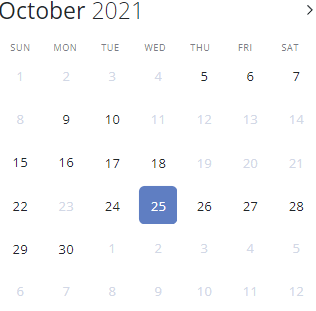 October 2021
SUN MON TUE WED THU FRI SAT
1 2 3 4 5 6 7
8 9 10 11 12 13 14
15 16 17 18 19 20 21
22 23 24 25 26 27 28
29 30 1 2 3 4 5
6 7 8 9 10 11 12